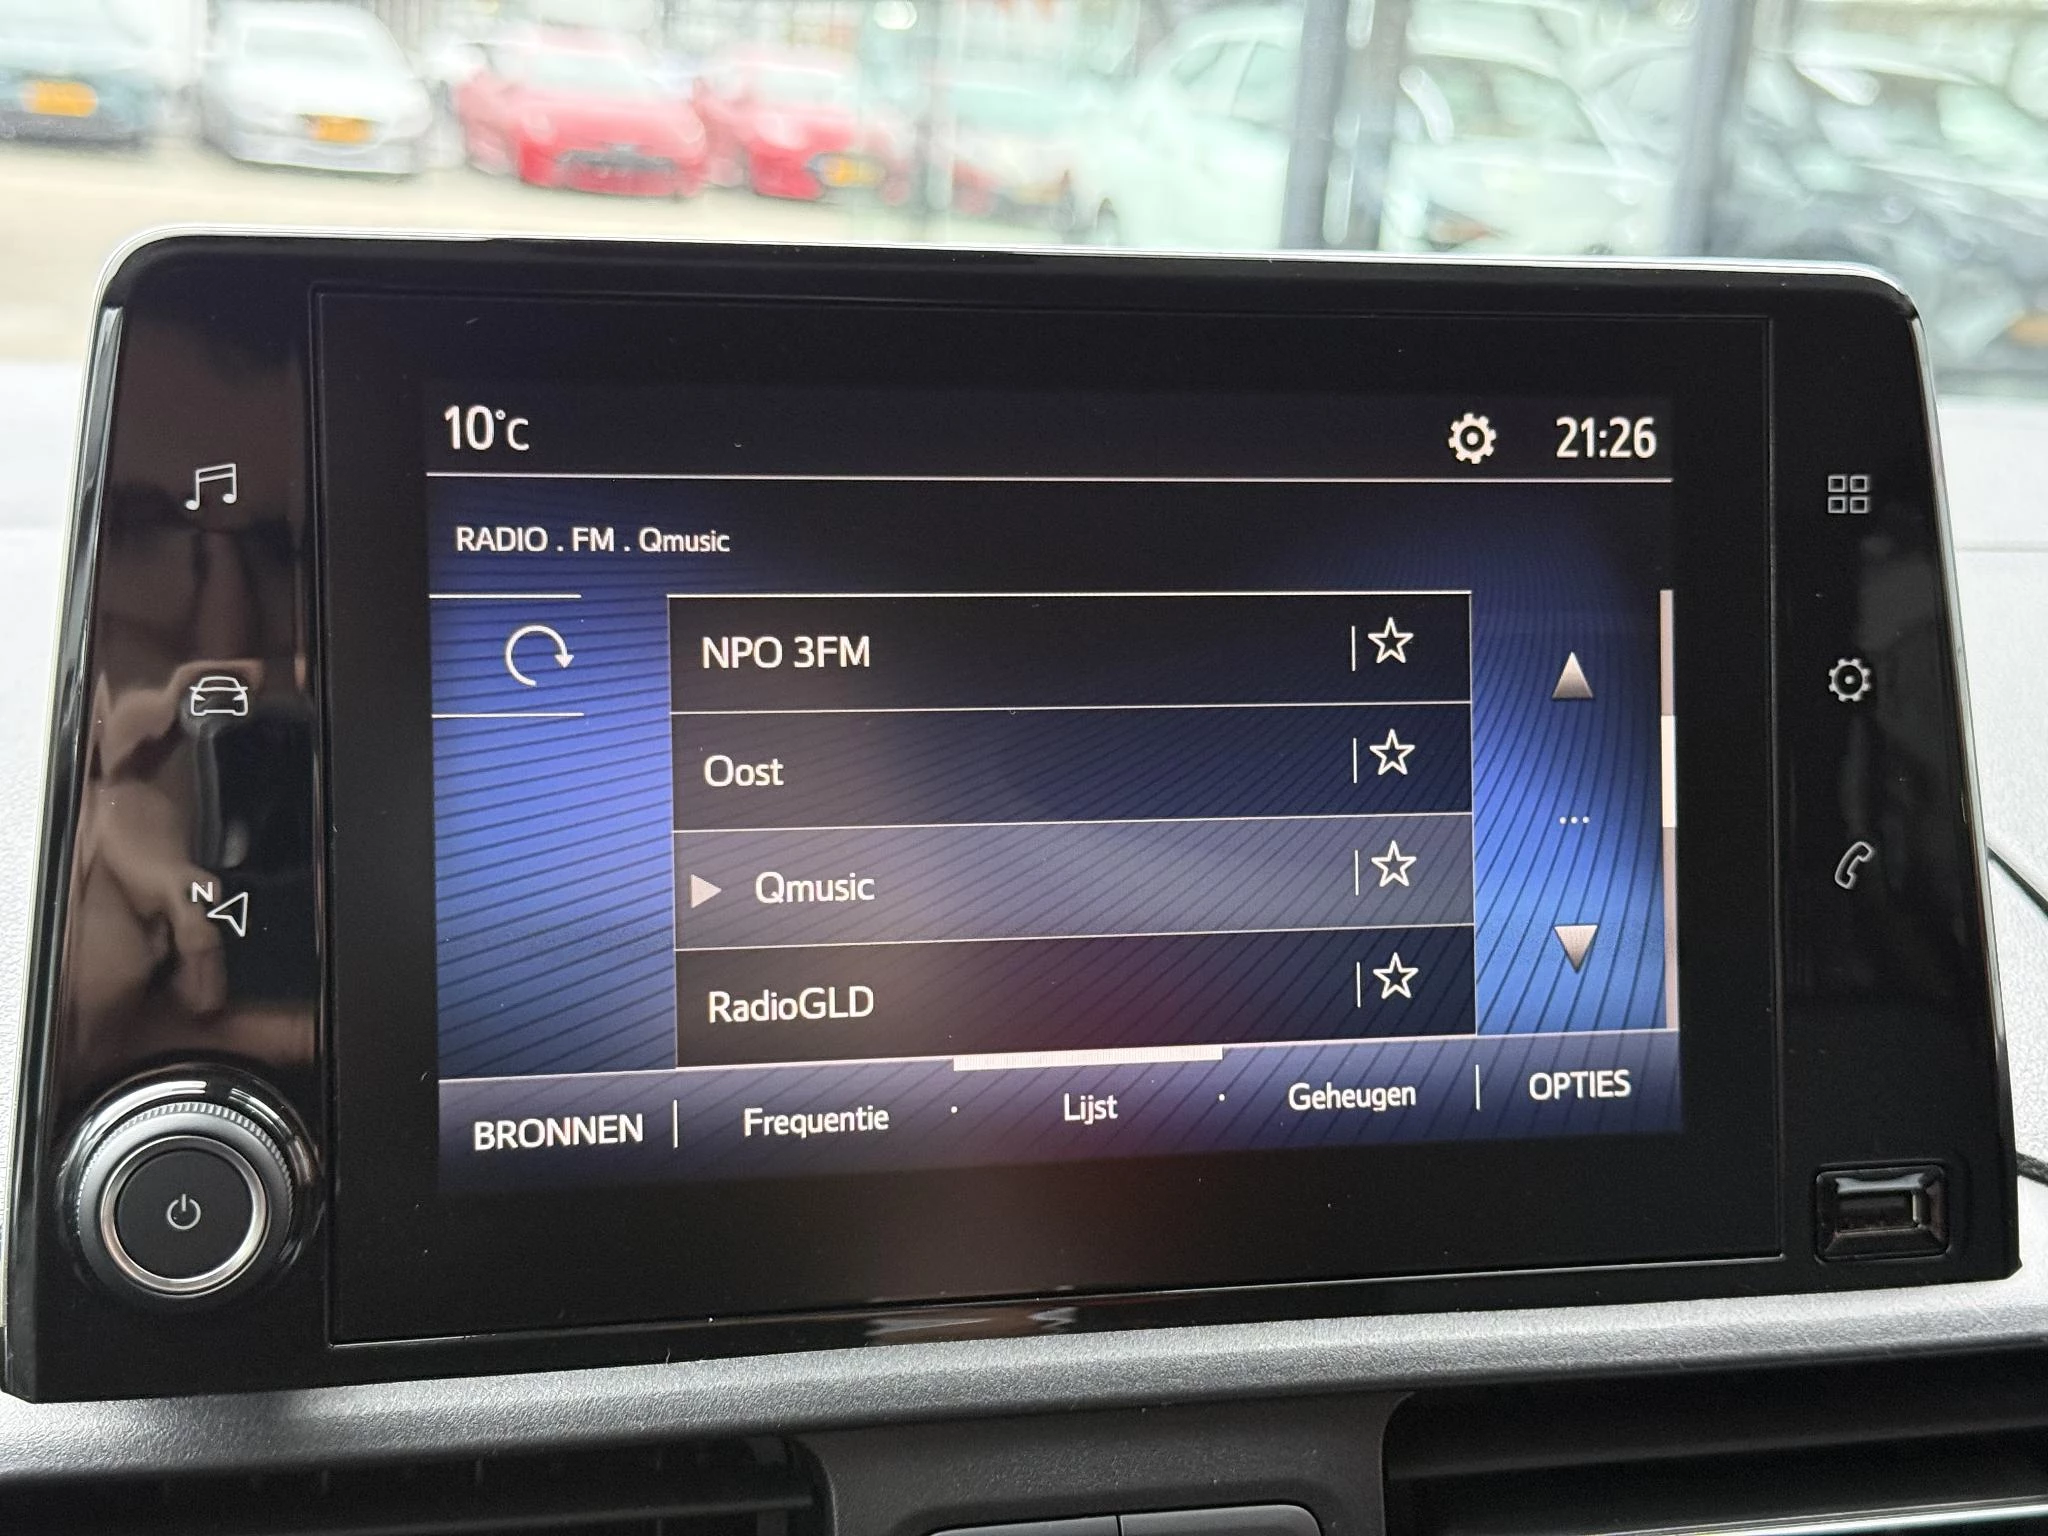 10°C 21:26
RADIO . FM . Qmusic
NPO 3FM
Oost
Qmusic
RadioGLD
N
BRONNEN Frequentie Lijst Geheugen OPTIES